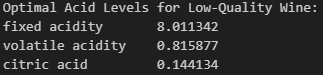 Optimal Acid Levels for Low-Quality Wine:
fixed acidity 8.011342
volatile acidity 0.815877
citric acid 0.144134